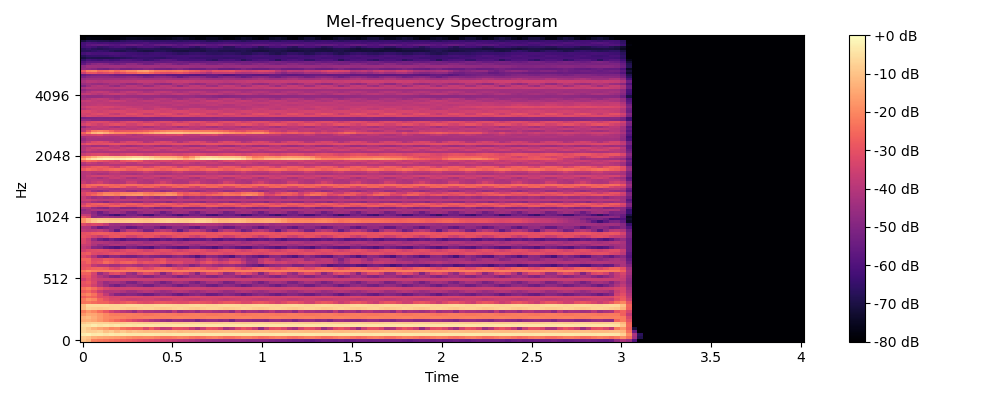 Mel-frequency Spectrogram
Hz
4096
2048
1024
512
0
0
0.5
1
1.5
2
2.5
3
3.5
4
Time
+0 dB
-10 dB
-20 dB
-30 dB
-40 dB
-50 dB
-60 dB
-70 dB
-80 dB